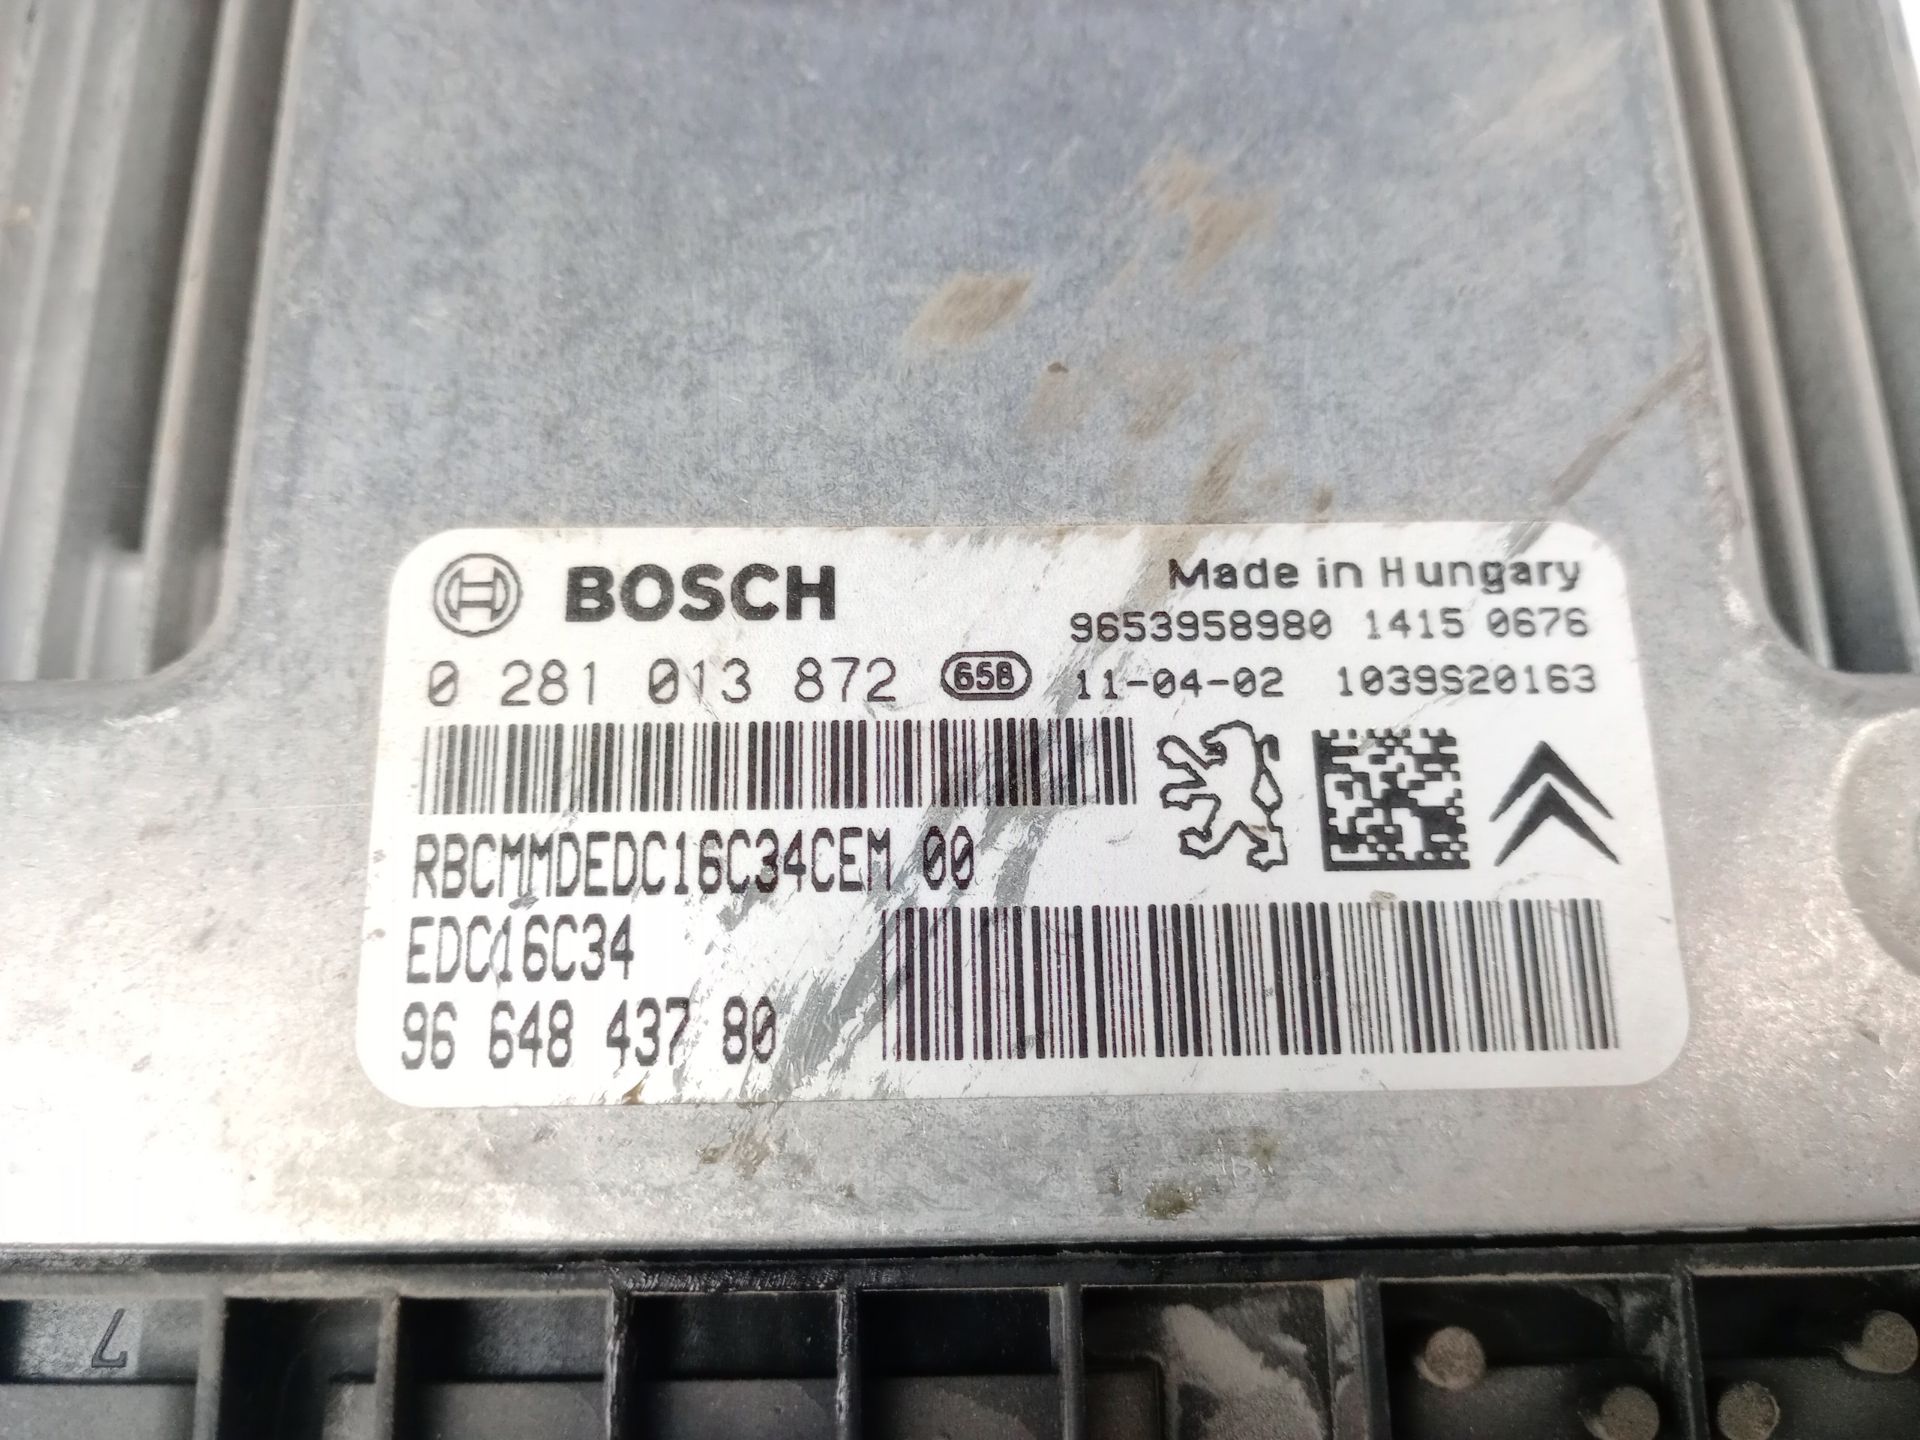 BOSCH
Made in Hungary
9653958980 1415 0676
0 281 013 872 65B 11-04-02 1039S20163
RBCMMDEDC16C34CEM 00
EDC16C34
96 648 437 80
7